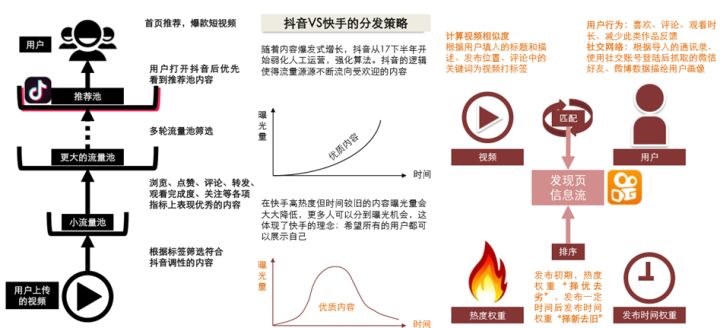 首页推荐，爆款短视频
用户
用户打开抖音后优先
看到推荐池内容
推荐池
多轮流量池筛选
更大的流量池
浏览、点赞、评论、转发、
观看完成度、关注等各项
指标上表现优秀的内容
小流量池
根据标签筛选符合
抖音调性的内容
用户上传
的视频
抖音VS快手的分发策略
随着内容爆发式增长，抖音从17下半年开
始弱化人工运营，强化算法。抖音的逻辑
使得流量源源不断流向受欢迎的内容
曝光量
优质内容
时间
在快手高热度但时间较旧的内容曝光量会
大大降低，更多人可以分到曝光机会，这
体现了快手的理念：希望所有的用户都可
以展示自己
曝光量
优质内容
时间
计算视频相似度
根据用户填入的标题和描
述、发布位置、评论中的
关键词为视频打标签
用户行为：喜欢、评论、观看时
长、减少此类作品反馈
社交网络：根据导入的通讯录、
使用社交账号登陆后抓取的微信
好友、微博数据描绘用户画像
视频
匹配
用户
发现页
信息流
排序
热度权重
发布初期，热度
权重“择优去
劣”，发布一定
时间后发布时间
权重“择新去旧”
发布时间权重